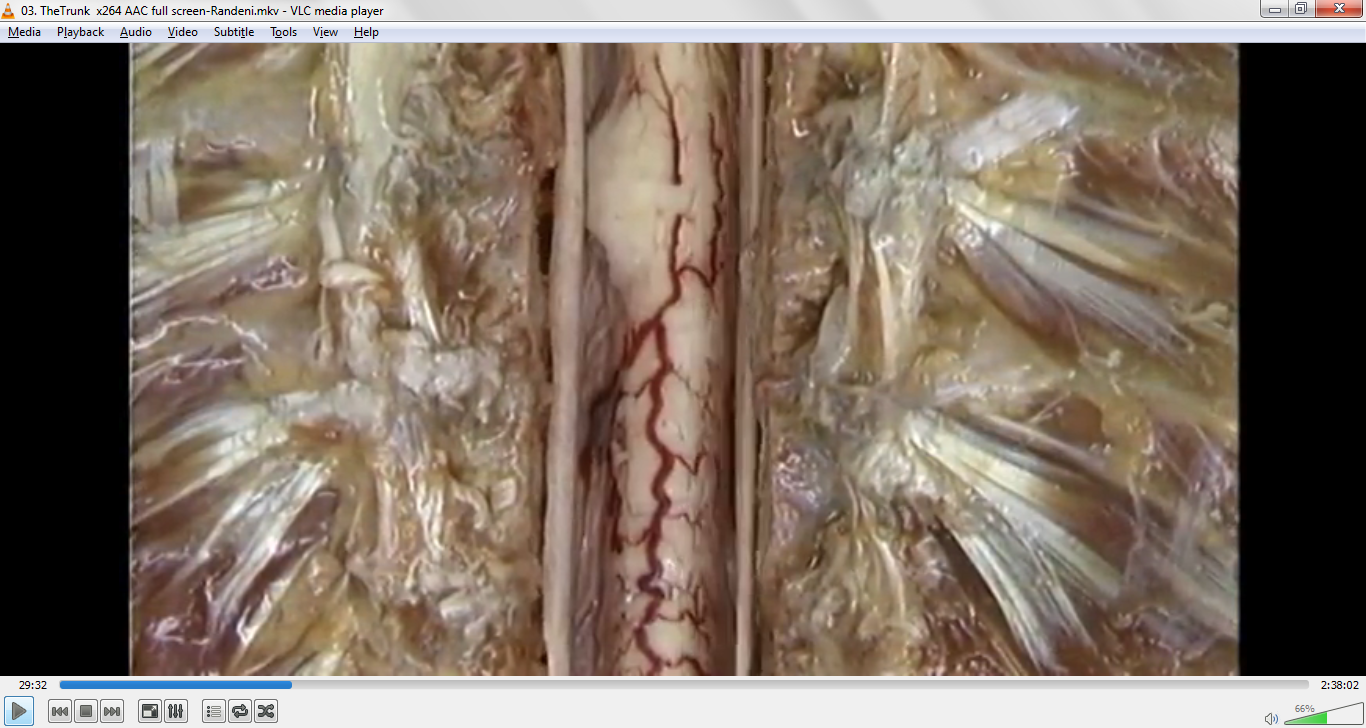 03. TheTrunk  x264 AAC full screen-Randeni.mkv - VLC media player
Media Playback Audio Video Subtitle Tools View Help
29:32 2:38:02
66%